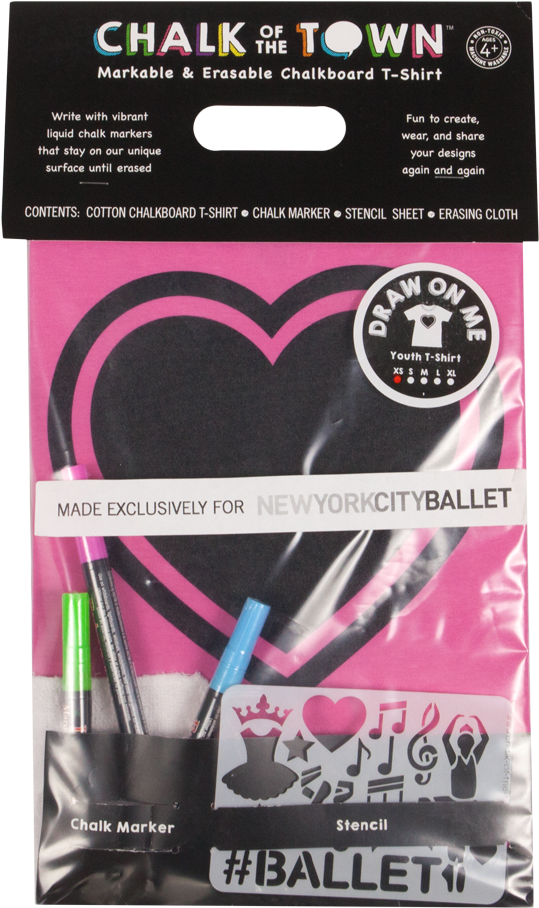 CHALK OF THE TOWN™
NON-TOXIC
AGES
4+
MACHINE WASHABLE
Markable & Erasable Chalkboard T-Shirt
Write with vibrant
liquid chalk markers
that stay on our unique
surface until erased
Fun to create,
wear, and share
your designs
again and again
CONTENTS: COTTON CHALKBOARD T-SHIRT • CHALK MARKER • STENCIL SHEET • ERASING CLOTH
DRAW ON ME
Youth T-Shirt
XS S M L XL
MADE EXCLUSIVELY FOR NEWYORKCITYBALLET
Chalk Marker
Stencil
#BALLET